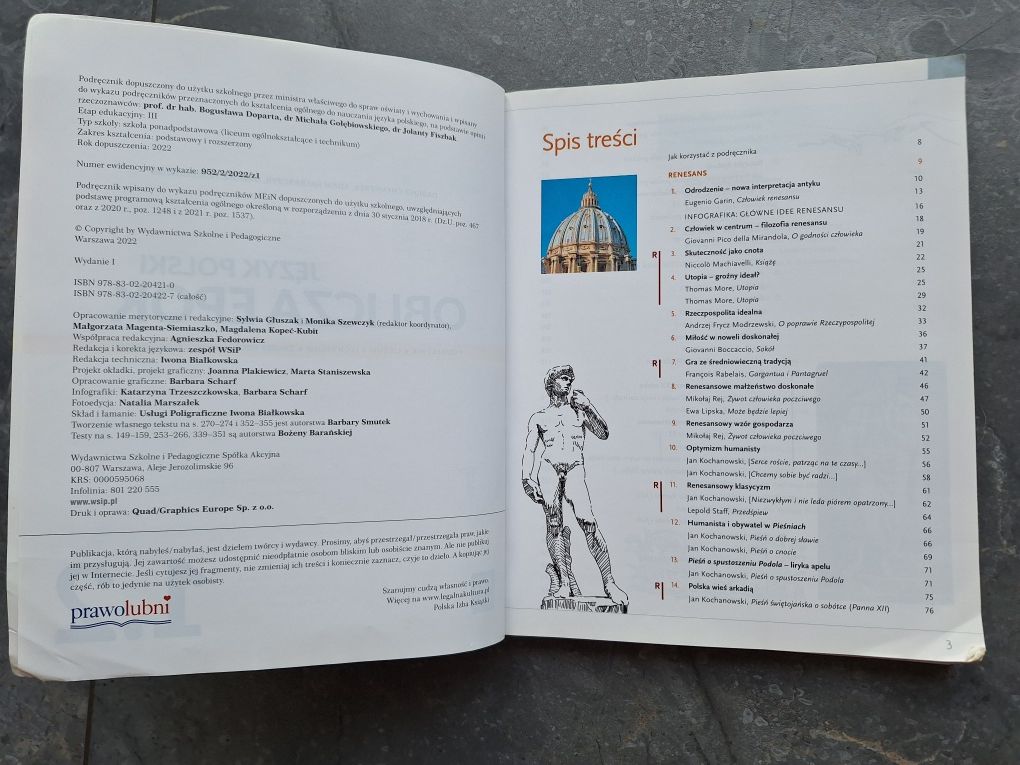 Podręcznik dopuszczony do użytku szkolnego przez ministra właściwego do spraw oświaty i wychowania i wpisany
do wykazu podręczników przeznaczonych do kształcenia ogólnego do nauczania języka polskiego, na podstawie opinii
rzeczoznawców: prof. dr hab. Bogusława Doparta, dr Michała Gołębiowskiego, dr Jolanty Fiszbak.
Etap edukacyjny: III
Typ szkoły: szkoła ponadpodstawowa (liceum ogólnokształcące i technikum)
Zakres kształcenia: podstawowy i rozszerzony
Rok dopuszczenia: 2022
Numer ewidencyjny w wykazie: 952/2/2022/z1
Podręcznik wpisany do wykazu podręczników MEiN dopuszczonych do użytku szkolnego, uwzględniających
podstawę programową kształcenia ogólnego określoną w rozporządzeniu z dnia 30 stycznia 2018 r. (Dz.U. poz. 467
oraz z 2020 r., poz. 1248 i z 2021 r. poz. 1537).
© Copyright by Wydawnictwa Szkolne i Pedagogiczne
Warszawa 2022
Wydanie I
ISBN 978-83-02-20421-0
ISBN 978-83-02-20422-7 (całość)
Opracowanie merytoryczne i redakcyjne: Sylwia Głuszak i Monika Szewczyk (redaktor koordynator),
Małgorzata Magenta-Siemiaszko, Magdalena Kopeć-Kubit
Współpraca redakcyjna: Agnieszka Fedorowicz
Redakcja i korekta językowa: zespół WSiP
Redakcja techniczna: Iwona Białkowska
Projekt okładki, projekt graficzny: Joanna Plakiewicz, Marta Staniszewska
Opracowanie graficzne: Barbara Scharf
Infografiki: Katarzyna Trzeszczkowska, Barbara Scharf
Fotoedycja: Natalia Marszałek
Skład i łamanie: Usługi Poligraficzne Iwona Białkowska
Tworzenie własnego tekstu na s. 270–274 i 352–355 jest autorstwa Barbary Smutek
Testy na s. 149–159, 253–266, 339–351 są autorstwa Bożeny Barańskiej
Wydawnictwa Szkolne i Pedagogiczne Spółka Akcyjna
00-807 Warszawa, Aleje Jerozolimskie 96
KRS: 0000595068
Infolinia: 801 220 555
www.wsip.pl
Druk i oprawa: Quad/Graphics Europe Sp. z o.o.
Publikacja, którą nabyłeś/nabyłaś, jest dziełem twórcy i wydawcy. Prosimy, abyś przestrzegał/przestrzegała praw, jakie
im przysługują. Jej zawartość możesz udostępnić nieodpłatnie osobom bliskim lub osobiście znanym. Ale nie publikuj
jej w Internecie. Jeśli cytujesz jej fragmenty, nie zmieniaj ich treści i koniecznie zaznacz, czyje to dzieło. A kopiując jej
część, rób to jedynie na użytek osobisty.
Szanujmy cudzą własność i prawo.
Więcej na www.legalnakultura.pl
Polska Izba Książki
prawolubni
Spis treści
Jak korzystać z podręcznika 8
RENESANS 9
1. Odrodzenie – nowa interpretacja antyku 10
Eugenio Garin, Człowiek renesansu 13
INFOGRAFIKA: GŁÓWNE IDEE RENESANSU 16
2. Człowiek w centrum – filozofia renesansu 18
Giovanni Pico della Mirandola, O godności człowieka 19
R 3. Skuteczność jako cnota 21
Niccolò Machiavelli, Książę 22
4. Utopia – groźny ideał? 25
Thomas More, Utopia 25
Thomas More, Utopia 29
5. Rzeczpospolita idealna 32
Andrzej Frycz Modrzewski, O poprawie Rzeczypospolitej 33
6. Miłość w noweli doskonałej 36
Giovanni Boccaccio, Sokół 37
R 7. Gra ze średniowieczną tradycją 41
François Rabelais, Gargantua i Pantagruel 42
8. Renesansowe małżeństwo doskonałe 46
Mikołaj Rej, Żywot człowieka poczciwego 47
Ewa Lipska, Może będzie lepiej 50
9. Renesansowy wzór gospodarza 51
Mikołaj Rej, Żywot człowieka poczciwego 52
10. Optymizm humanisty 55
Jan Kochanowski, [Serce roście, patrząc na te czasy...] 56
Jan Kochanowski, [Chcemy sobie być radzi...] 58
R 11. Renesansowy klasycyzm 61
Jan Kochanowski, [Niezwykłym i nie leda piórem opatrzony...] 62
Leopold Staff, Przedśpiew 64
12. Humanista i obywatel w Pieśniach 66
Jan Kochanowski, Pieśń o dobrej sławie 66
Jan Kochanowski, Pieśń o cnocie 69
13. Pieśń o spustoszeniu Podola – liryka apelu 71
Jan Kochanowski, Pieśń o spustoszeniu Podola 71
R 14. Polska wieś arkadią 75
Jan Kochanowski, Pieśń świętojańska o sobótce (Panna XII) 76
3